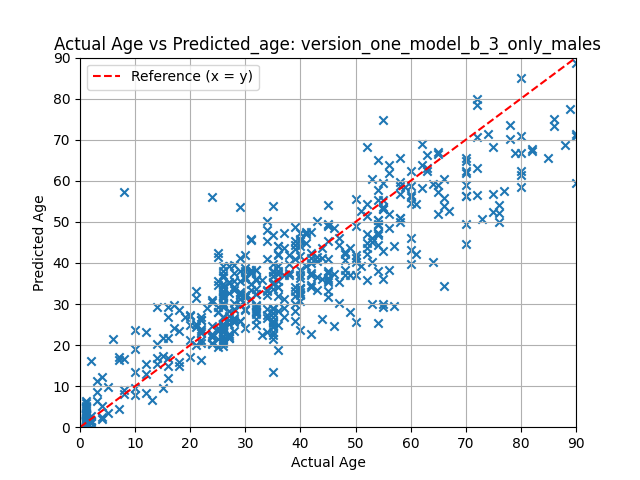 Actual Age vs Predicted_age: version_one_model_b_3_only_males
Reference (x = y)
90
80
70
60
50
40
30
20
10
0
Predicted Age
0 10 20 30 40 50 60 70 80 90
Actual Age